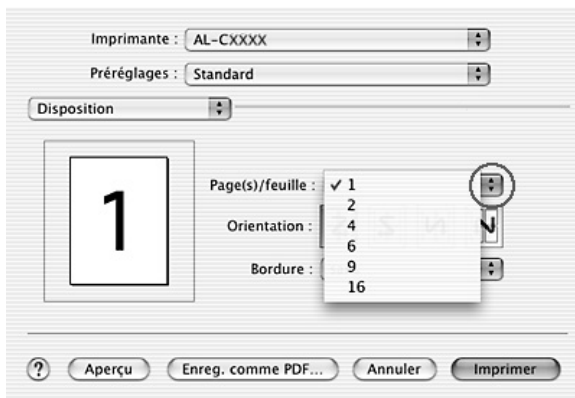 Imprimante : AL-CXXXX
Préréglages : Standard
Disposition
1
Page(s)/feuille : ✓ 1
2
Orientation : 4
6
Bordure : 9
16
? Aperçu Enreg. comme PDF... Annuler Imprimer